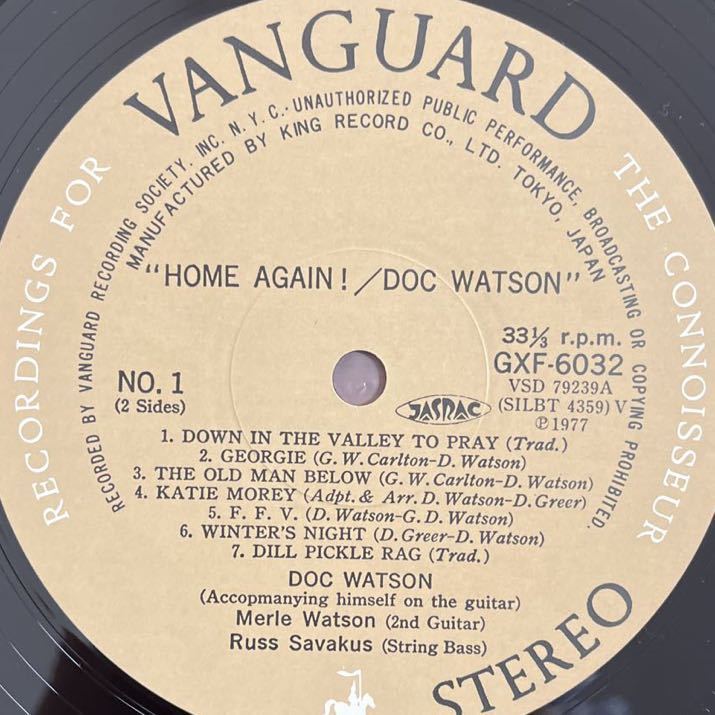 VANGUARD
RECORDINGS FOR THE CONNOISSEUR
RECORDED BY VANGUARD RECORDING SOCIETY. INC. N.Y.C.·UNAUTHORIZED PUBLIC PERFORMANCE, BROADCASTING OR COPYING PROHIBITED.
MANUFACTURED BY KING RECORD CO., LTD. TOKYO, JAPAN
"HOME AGAIN! ／DOC WATSON"
33⅓ r.p.m.
NO. 1 GXF-6032
(2 Sides) VSD 79239A
JASRAC (SILBT 4359) V
℗1977
1. DOWN IN THE VALLEY TO PRAY (Trad.)
2. GEORGIE (G. W. Carlton-D. Watson)
3. THE OLD MAN BELOW (G. W. Carlton-D. Watson)
4. KATIE MOREY (Adpt. & Arr. D. Watson-D. Greer)
5. F. F. V. (D. Watson-G. D. Watson)
6. WINTER'S NIGHT (D. Greer-D. Watson)
7. DILL PICKLE RAG (Trad.)
DOC WATSON
(Accopmanying himself on the guitar)
Merle Watson (2nd Guitar)
Russ Savakus (String Bass)
STEREO